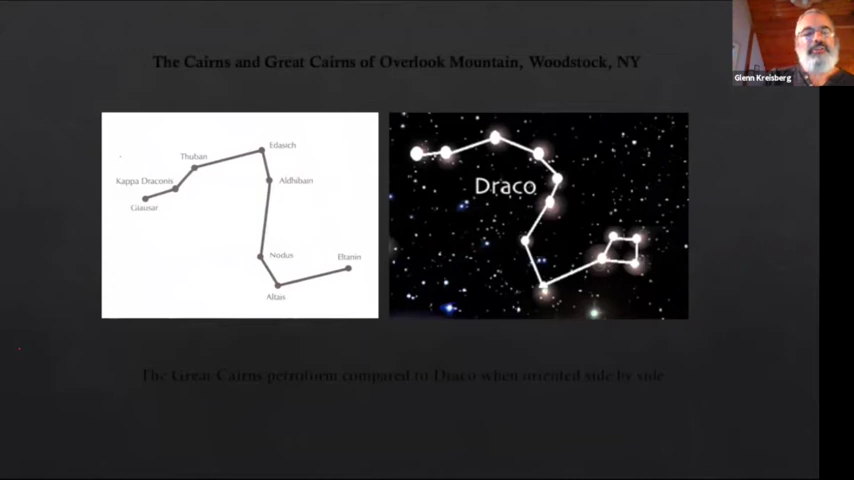 Glenn Kreisberg
The Cairns and Great Cairns of Overlook Mountain, Woodstock, NY
Edasich
Thuban
Kappa Draconis
Aldhibain
Giausar
Draco
Nodus
Eltanin
Altais
The Great Cairns petroform compared to Draco when oriented side by side